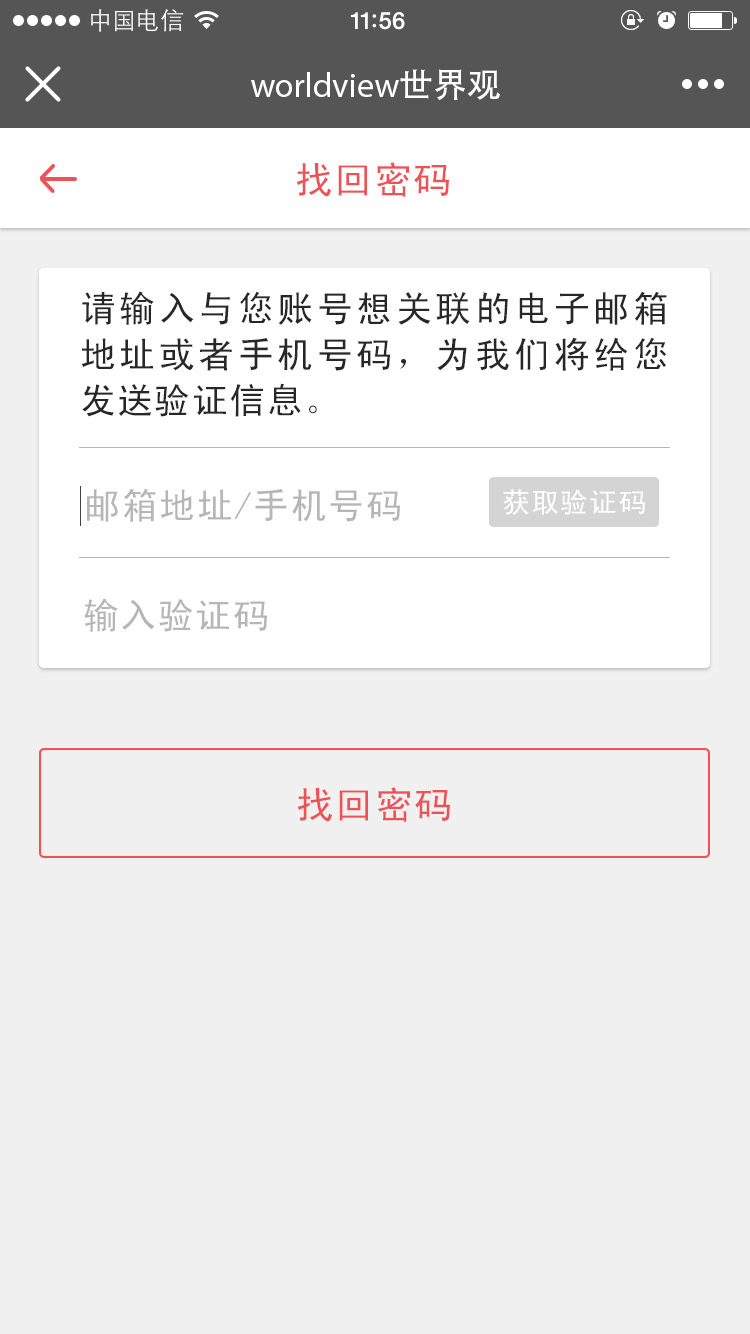 中国电信 11:56
worldview世界观
找回密码
请输入与您账号想关联的电子邮箱
地址或者手机号码，为我们将给您
发送验证信息。
邮箱地址/手机号码 获取验证码
输入验证码
找回密码